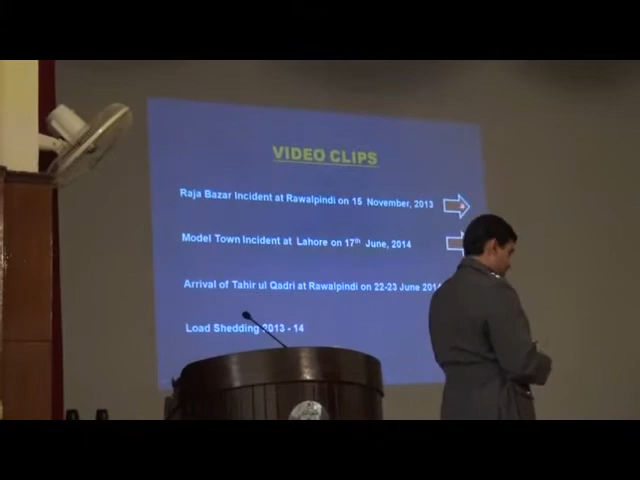 VIDEO CLIPS
Raja Bazar Incident at Rawalpindi on 15 November, 2013
Model Town Incident at Lahore on 17th June, 2014
Arrival of Tahir ul Qadri at Rawalpindi on 22-23 June 2014
Load Shedding 2013 - 14